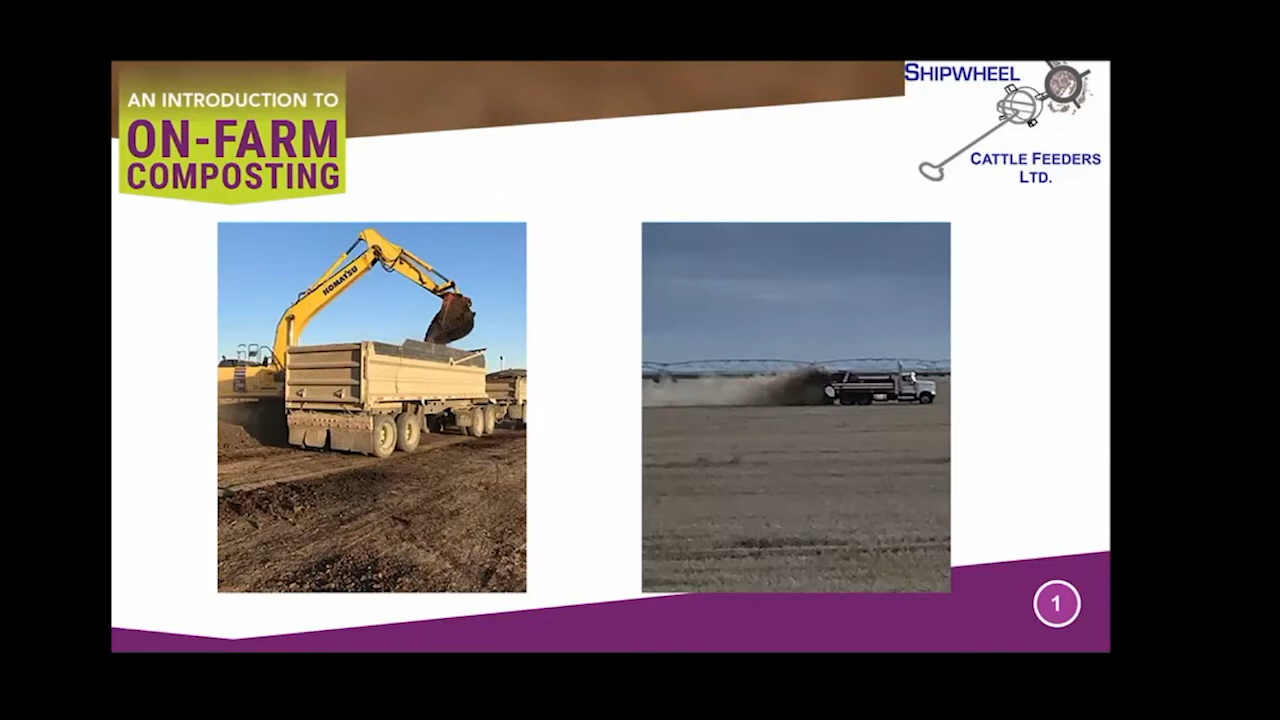 AN INTRODUCTION TO
ON-FARM
COMPOSTING
SHIPWHEEL
CATTLE FEEDERS
LTD.
KOMATSU
1